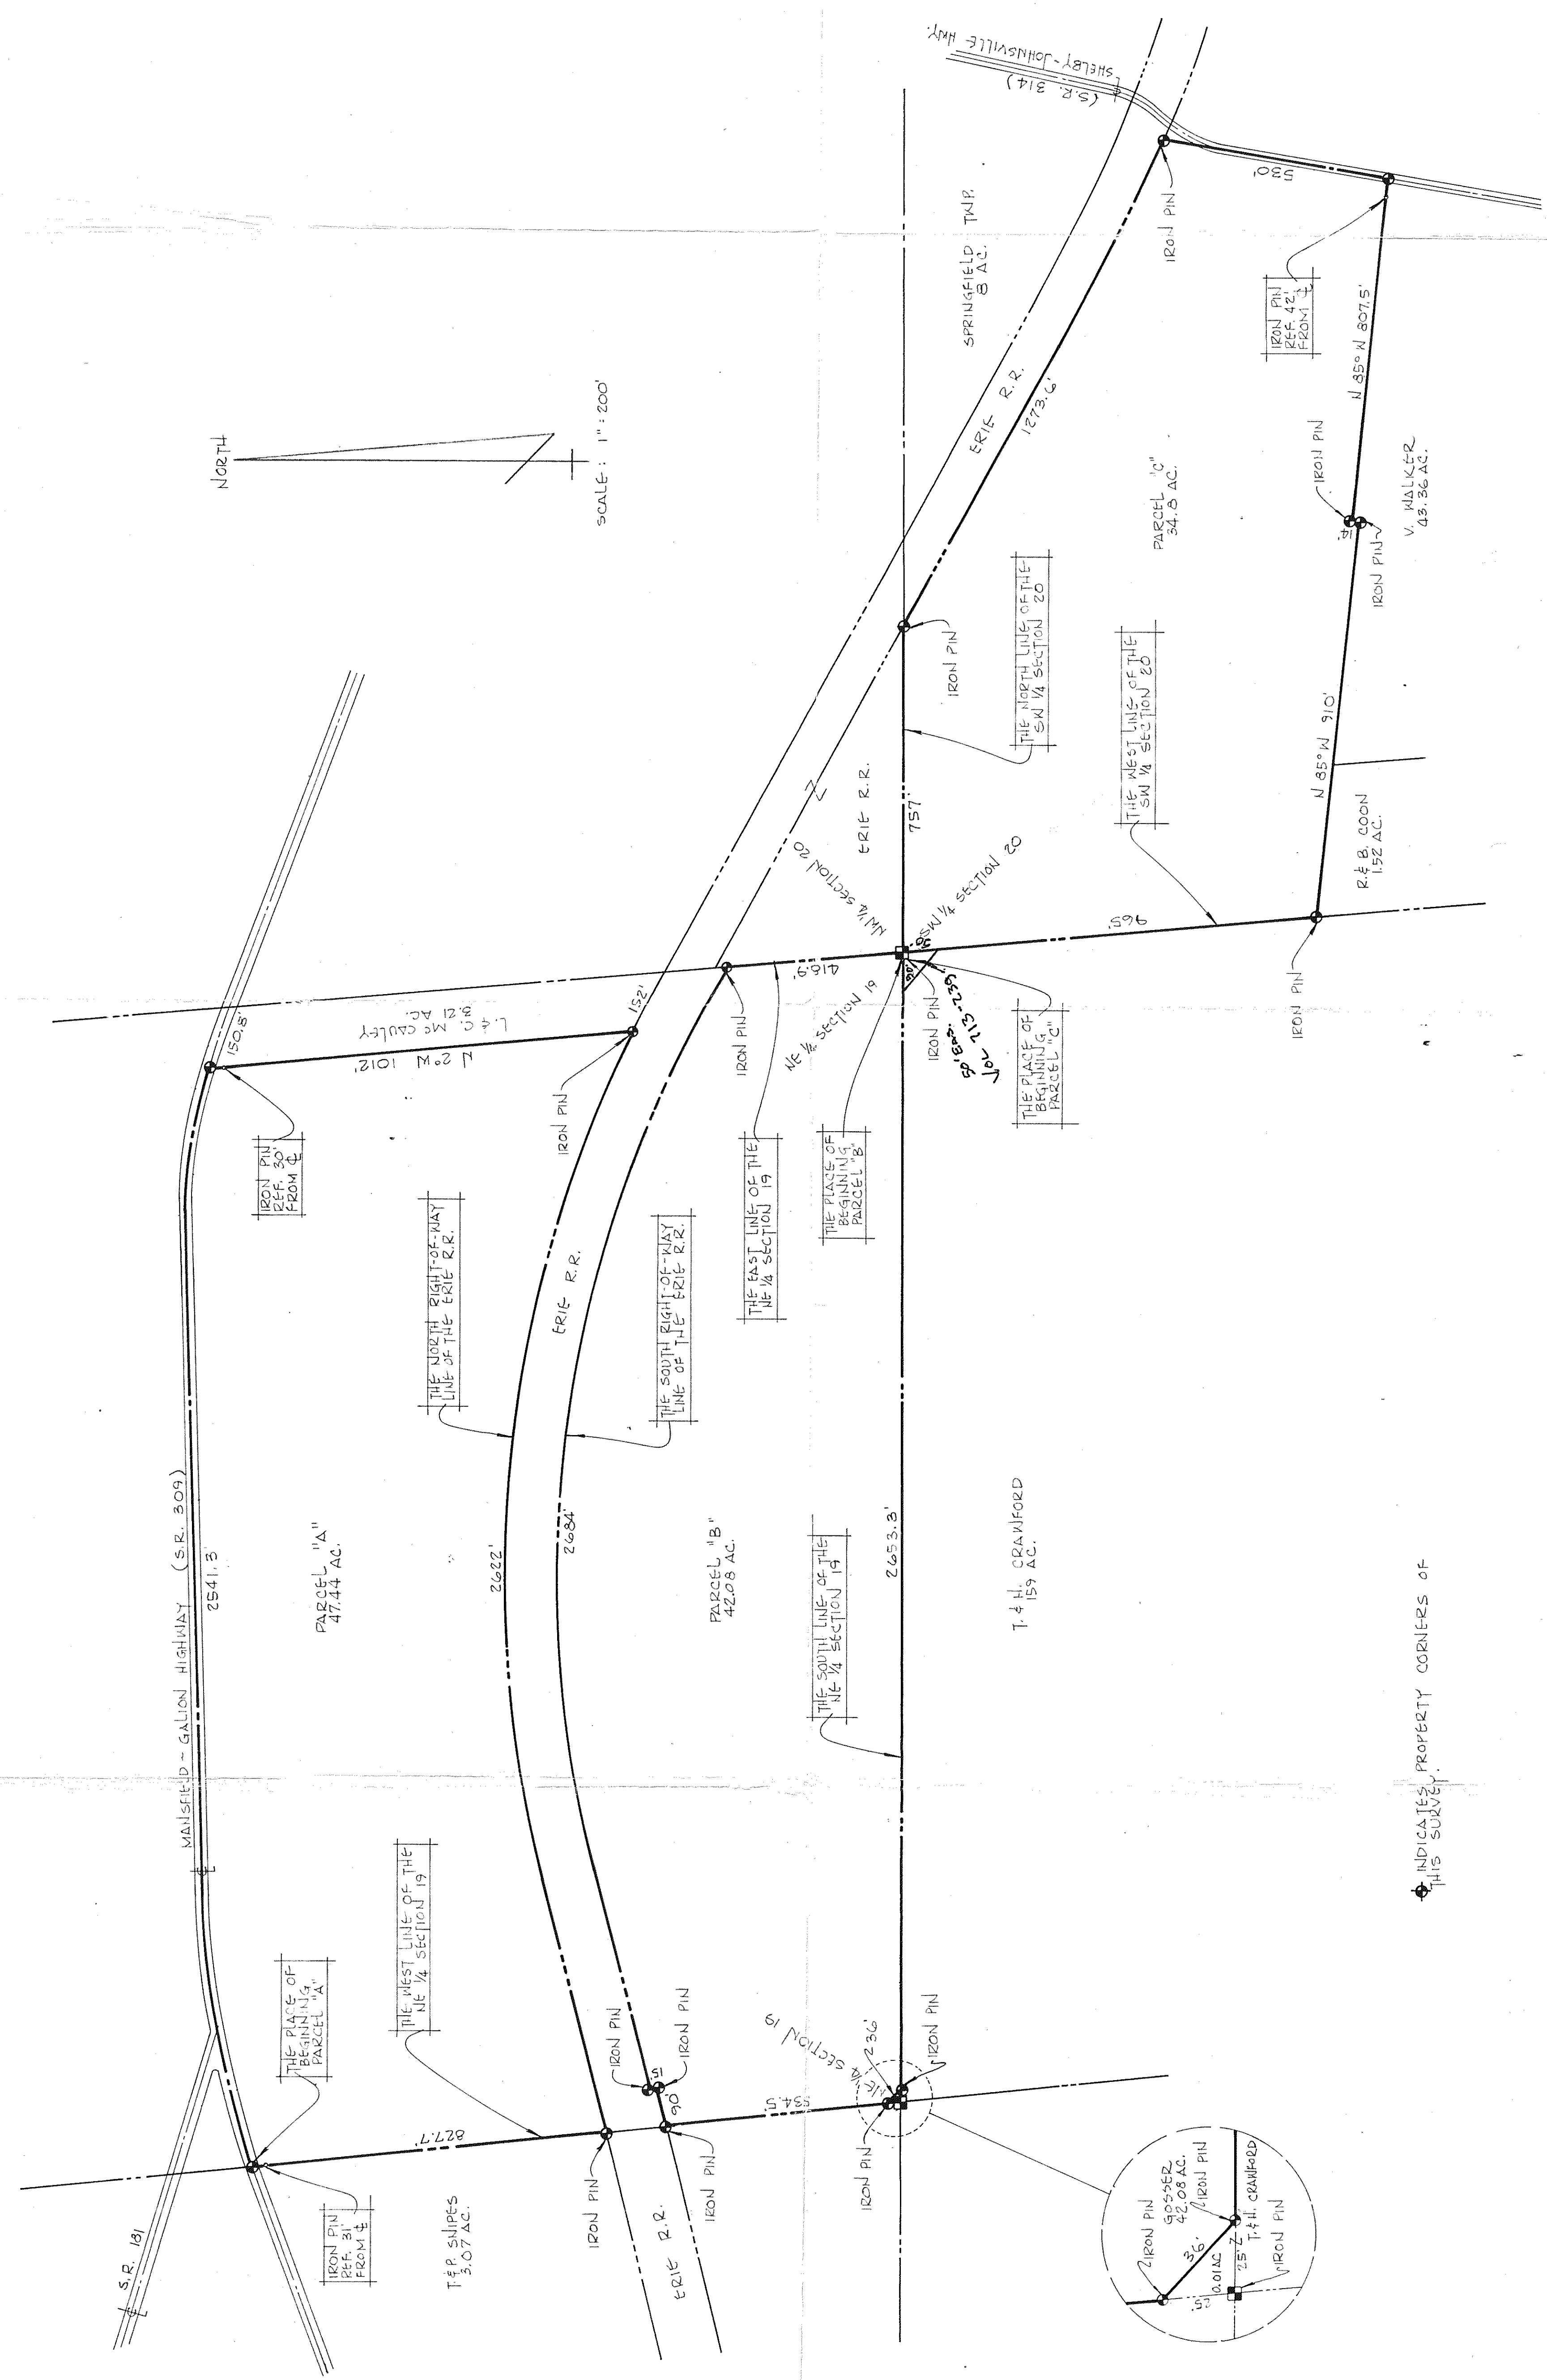 SHELBY-JOHNSVILLE HWY.
(S.R. 314)
NORTH
SCALE: 1":200'
SPRINGFIELD TWP.
8 AC.
IRON PIN
530'
IRON PIN
REF. 42'
FROM ℄
ERIE R.R.
1273.6'
N 85° W 807.5'
IRON PIN
IRON PIN
V. WALKER
43.36 AC.
PARCEL "C"
34.8 AC.
IRON PIN
THE NORTH LINE OF THE
SW 1/4 SECTION 20
THE WEST LINE OF THE
SW 1/4 SECTION 20
N 85° W 910'
R. & B. COON
1.52 AC.
ERIE R.R.
757'
NW 1/4 SECTION 20
SW 1/4 SECTION 20
965'
IRON PIN
418.9'
NE 1/4 SECTION 19
IRON PIN
50' Eas.
Vol 713-239
THE PLACE OF
BEGINNING
PARCEL "C"
THE PLACE OF
BEGINNING
PARCEL "B"
IRON PIN
152'
L. & C. McCAULEY
3.21 AC.
150.8'
N 2° W 1012'
IRON PIN
IRON PIN
REF. 30'
FROM ℄
THE NORTH RIGHT-OF-WAY
LINE OF THE ERIE R.R.
ERIE R.R.
THE SOUTH RIGHT-OF-WAY
LINE OF THE ERIE R.R.
THE EAST LINE OF THE
NE 1/4 SECTION 19
MANSFIELD-GALION HIGHWAY (S.R. 309)
2541.3'
PARCEL "A"
47.44 AC.
2622'
2684'
PARCEL "B"
42.08 AC.
THE SOUTH LINE OF THE
NE 1/4 SECTION 19
2653.3'
T. & H. CRAWFORD
159 AC.
INDICATES PROPERTY CORNERS OF
THIS SURVEY.
THE PLACE OF
BEGINNING
PARCEL "A"
THE WEST LINE OF THE
NE 1/4 SECTION 19
IRON PIN
IRON PIN
15'
90'
NE 1/4 SECTION 19
36'
IRON PIN
534.5'
827.7'
IRON PIN
IRON PIN
IRON PIN
S.R. 181
IRON PIN
REF. 31'
FROM ℄
T. & P. SNIPES
3.07 AC.
ERIE R.R.
IRON PIN
GOSSER
42.08 AC.
IRON PIN
36'
0.01 AC
25'
25'
T. & H. CRAWFORD
IRON PIN